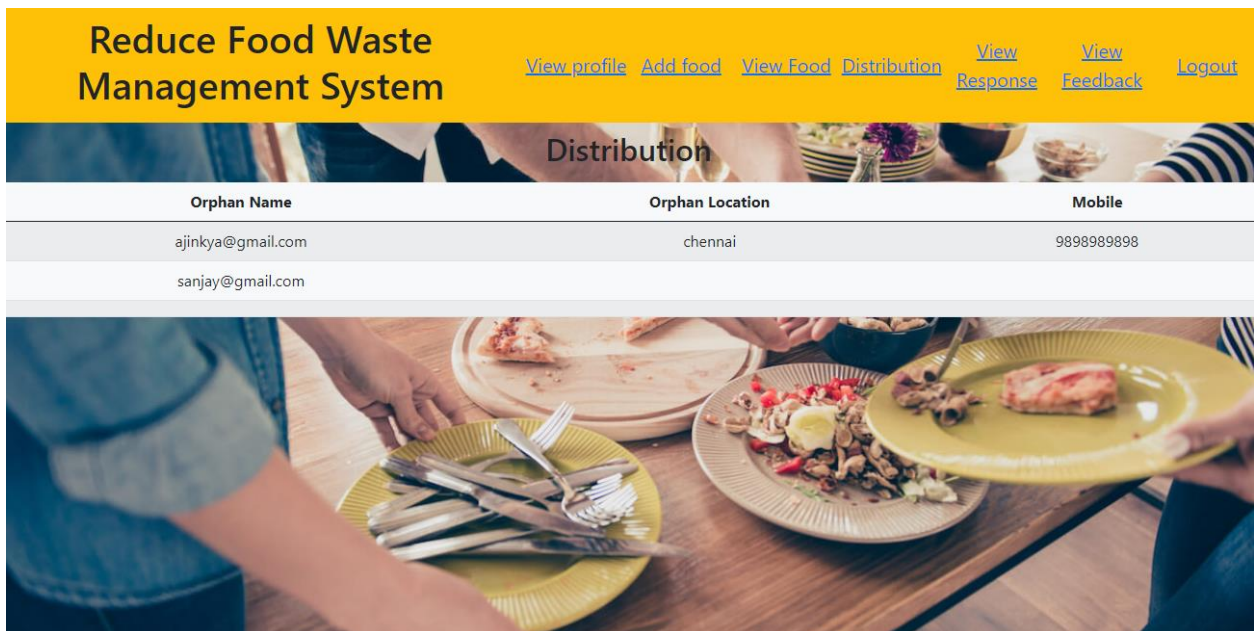 Reduce Food Waste
Management System
View profile Add food View Food Distribution View Response View Feedback Logout
Distribution
Orphan Name Orphan Location Mobile
ajinkya@gmail.com chennai 9898989898
sanjay@gmail.com